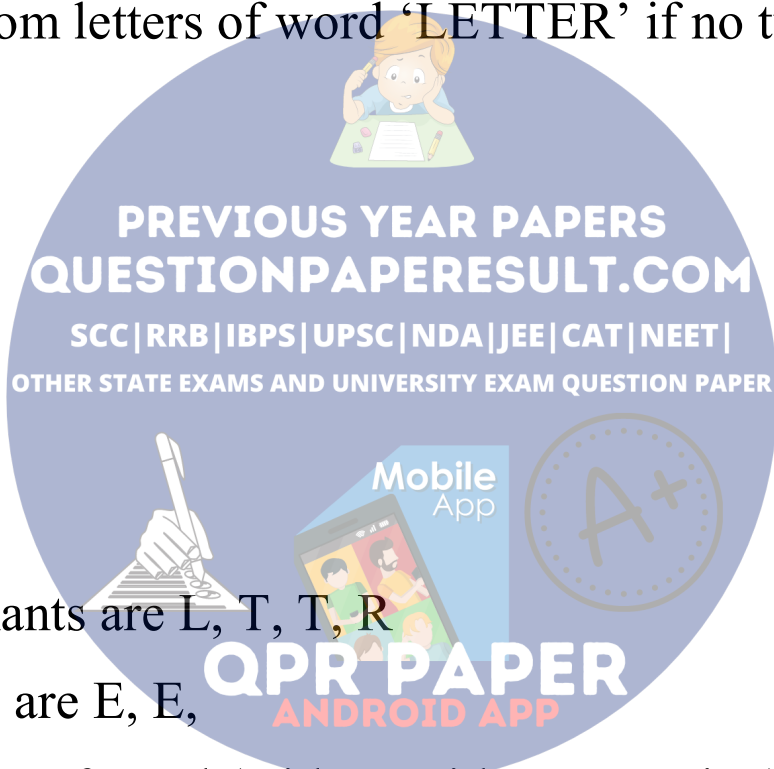 om letters of word ‘LETTER’ if no t
PREVIOUS YEAR PAPERS
QUESTIONPAPERESULT.COM
SCC|RRB|IBPS|UPSC|NDA|JEE|CAT|NEET|
OTHER STATE EXAMS AND UNIVERSITY EXAM QUESTION PAPER
Mobile
App
A+
ants are L, T, T, R
QPR PAPER
are E, E,
ANDROID APP